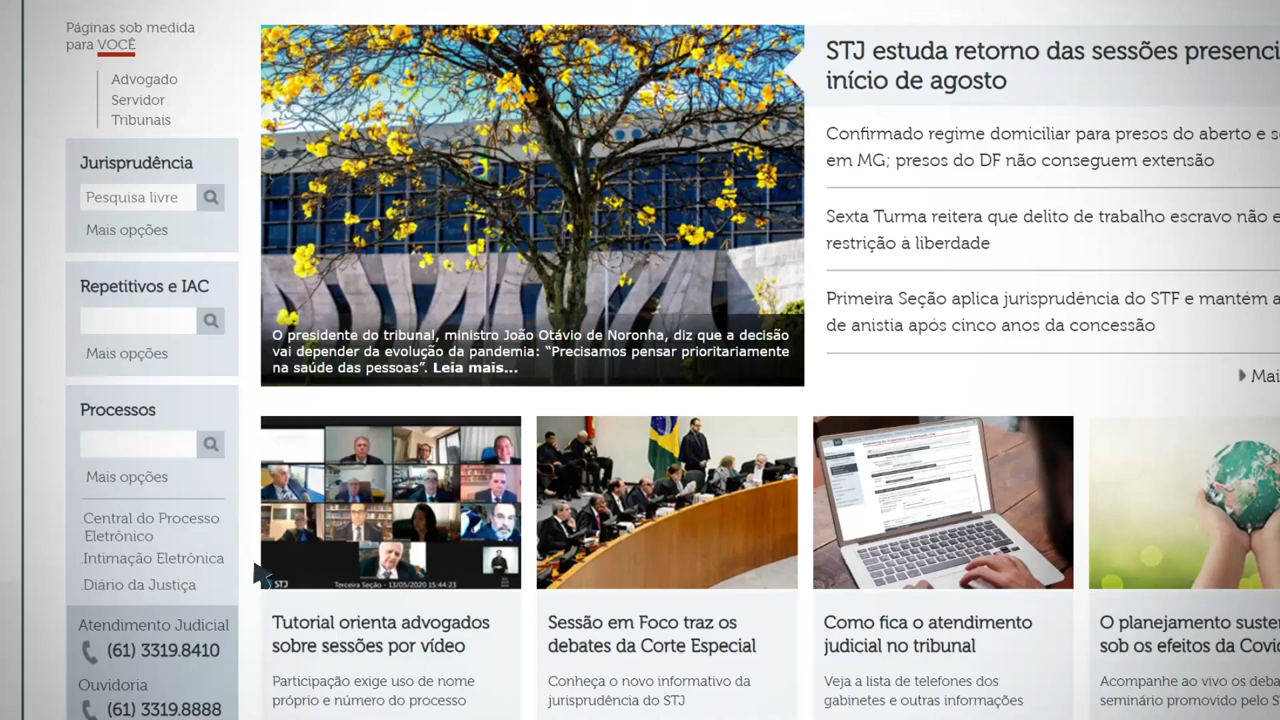 Páginas sob medida
para VOCÊ
Advogado
Servidor
Tribunais
Jurisprudência
Pesquisa livre
Mais opções
Repetitivos e IAC
Mais opções
Processos
Mais opções
.Central do Processo
Eletrônico
.Intimação Eletrônica
.Diário da Justiça
Atendimento Judicial
(61) 3319.8410
Ouvidoria
(61) 3319.8888
O presidente do tribunal, ministro João Otávio de Noronha, diz que a decisão
vai depender da evolução da pandemia: “Precisamos pensar prioritariamente
na saúde das pessoas”. Leia mais...
STJ estuda retorno das sessões presenci
início de agosto
Confirmado regime domiciliar para presos do aberto e s
em MG; presos do DF não conseguem extensão
Sexta Turma reitera que delito de trabalho escravo não e
restrição à liberdade
Primeira Seção aplica jurisprudência do STF e mantém a
de anistia após cinco anos da concessão
Mai
STJ
Terceira Seção - 13/05/2020 15:44:23
Tutorial orienta advogados
sobre sessões por vídeo
Participação exige uso de nome
próprio e número do processo
Sessão em Foco traz os
debates da Corte Especial
Conheça o novo informativo da
jurisprudência do STJ
Como fica o atendimento
judicial no tribunal
Veja a lista de telefones dos
gabinetes e outras informações
O planejamento suste
sob os efeitos da Covi
Acompanhe ao vivo os deba
seminário promovido pelo S